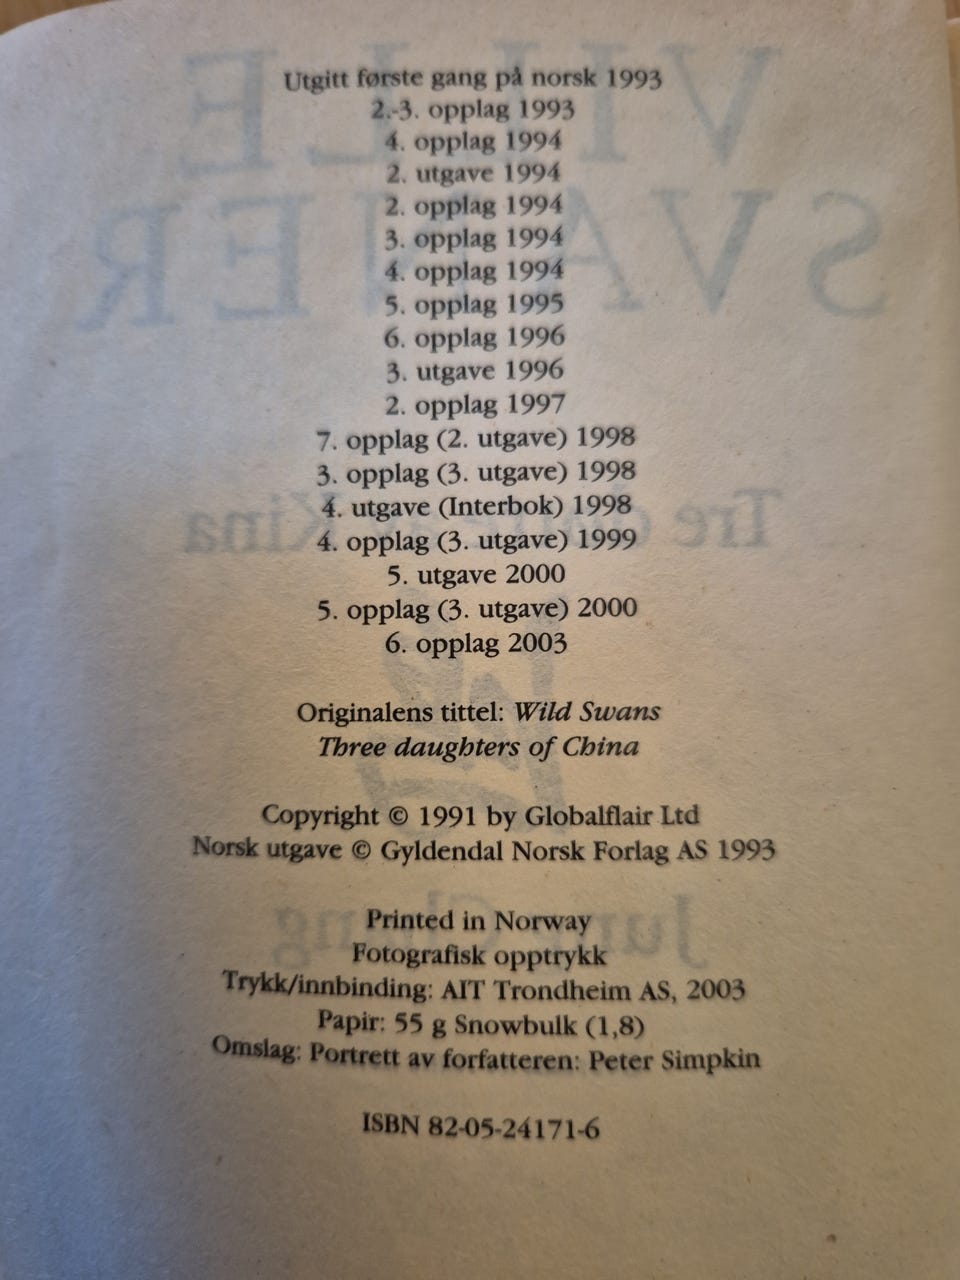 Utgitt første gang på norsk 1993
2.-3. opplag 1993
4. opplag 1994
2. utgave 1994
2. opplag 1994
3. opplag 1994
4. opplag 1994
5. opplag 1995
6. opplag 1996
3. utgave 1996
2. opplag 1997
7. opplag (2. utgave) 1998
3. opplag (3. utgave) 1998
4. utgave (Interbok) 1998
4. opplag (3. utgave) 1999
5. utgave 2000
5. opplag (3. utgave) 2000
6. opplag 2003
Originalens tittel: Wild Swans
Three daughters of China
Copyright © 1991 by Globalflair Ltd
Norsk utgave © Gyldendal Norsk Forlag AS 1993
Printed in Norway
Fotografisk opptrykk
Trykk/innbinding: AIT Trondheim AS, 2003
Papir: 55 g Snowbulk (1,8)
Omslag: Portrett av forfatteren: Peter Simpkin
ISBN 82-05-24171-6